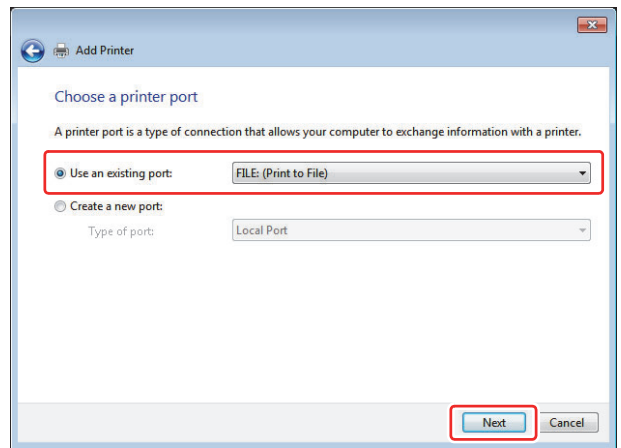 Add Printer
Choose a printer port
A printer port is a type of connection that allows your computer to exchange information with a printer.
Use an existing port: FILE: (Print to File)
Create a new port:
Type of port: Local Port
Next Cancel